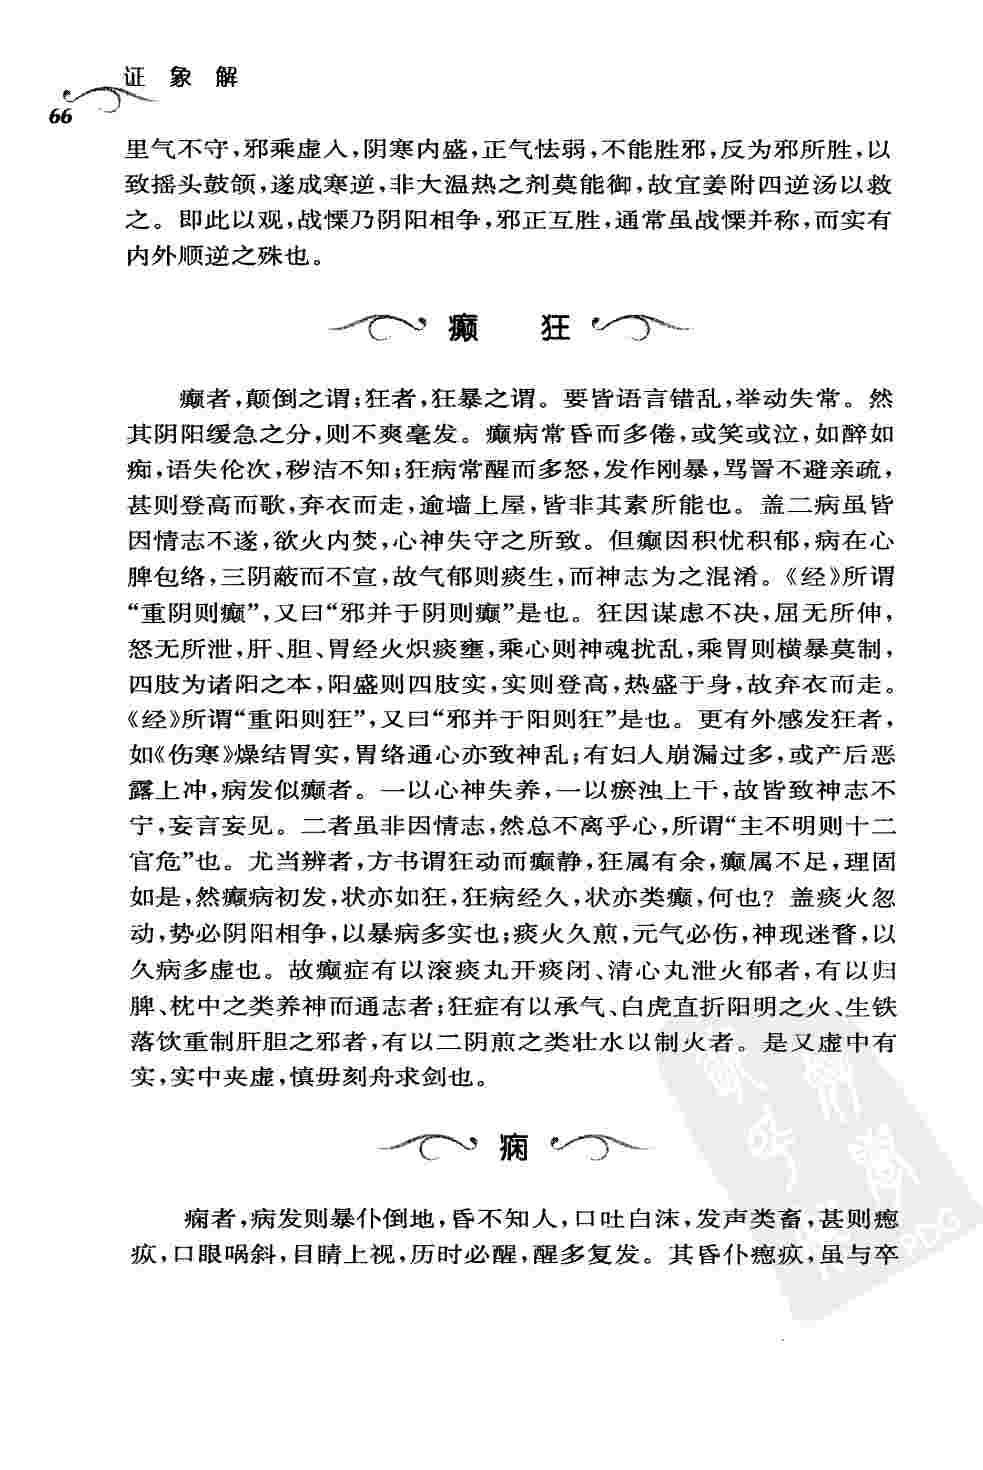 证象解
66
里气不守,邪乘虚入,阴寒内盛,正气怯弱,不能胜邪,反为邪所胜,以
致摇头鼓颌,遂成寒逆,非大温热之剂莫能御,故宜姜附四逆汤以救
之。即此以观,战慄乃阴阳相争,邪正互胜,通常虽战慄并称,而实有
内外顺逆之殊也。
癫 狂
癫者,颠倒之谓;狂者,狂暴之谓。要皆语言错乱,举动失常。然
其阴阳缓急之分,则不爽毫发。癫病常昏而多倦,或笑或泣,如醉如
痴,语失伦次,秽洁不知;狂病常醒而多怒,发作刚暴,骂詈不避亲疏,
甚则登高而歌,弃衣而走,逾墙上屋,皆非其素所能也。盖二病虽皆
因情志不遂,欲火内焚,心神失守之所致。但癫因积忧积郁,病在心
脾包络,三阴蔽而不宣,故气郁则痰生,而神志为之混淆。《经》所谓
“重阴则癫”,又曰“邪并于阴则癫”是也。狂因谋虑不决,屈无所伸,
怒无所泄,肝、胆、胃经火炽痰壅,乘心则神魂扰乱,乘胃则横暴莫制,
四肢为诸阳之本,阳盛则四肢实,实则登高,热盛于身,故弃衣而走。
《经》所谓“重阳则狂”,又曰“邪并于阳则狂”是也。更有外感发狂者,
如《伤寒》燥结胃实,胃络通心亦致神乱;有妇人崩漏过多,或产后恶
露上冲,病发似癫者。一以心神失养,一以瘀浊上干,故皆致神志不
宁,妄言妄见。二者虽非因情志,然总不离乎心,所谓“主不明则十二
官危”也。尤当辨者,方书谓狂动而癫静,狂属有余,癫属不足,理固
如是,然癫病初发,状亦如狂,狂病经久,状亦类癫,何也?盖痰火忽
动,势必阴阳相争,以暴病多实也;痰火久煎,元气必伤,神现迷瞀,以
久病多虚也。故癫症有以滚痰丸开痰闭、清心丸泄火郁者,有以归
脾、枕中之类养神而通志者;狂症有以承气、白虎直折阳明之火、生铁
落饮重制肝胆之邪者,有以二阴煎之类壮水以制火者。是又虚中有
实,实中夹虚,慎毋刻舟求剑也。
痫
痫者,病发则暴仆倒地,昏不知人,口吐白沫,发声类畜,甚则瘛
疭,口眼㖞斜,目睛上视,历时必醒,醒多复发。其昏仆瘛疭,虽与卒